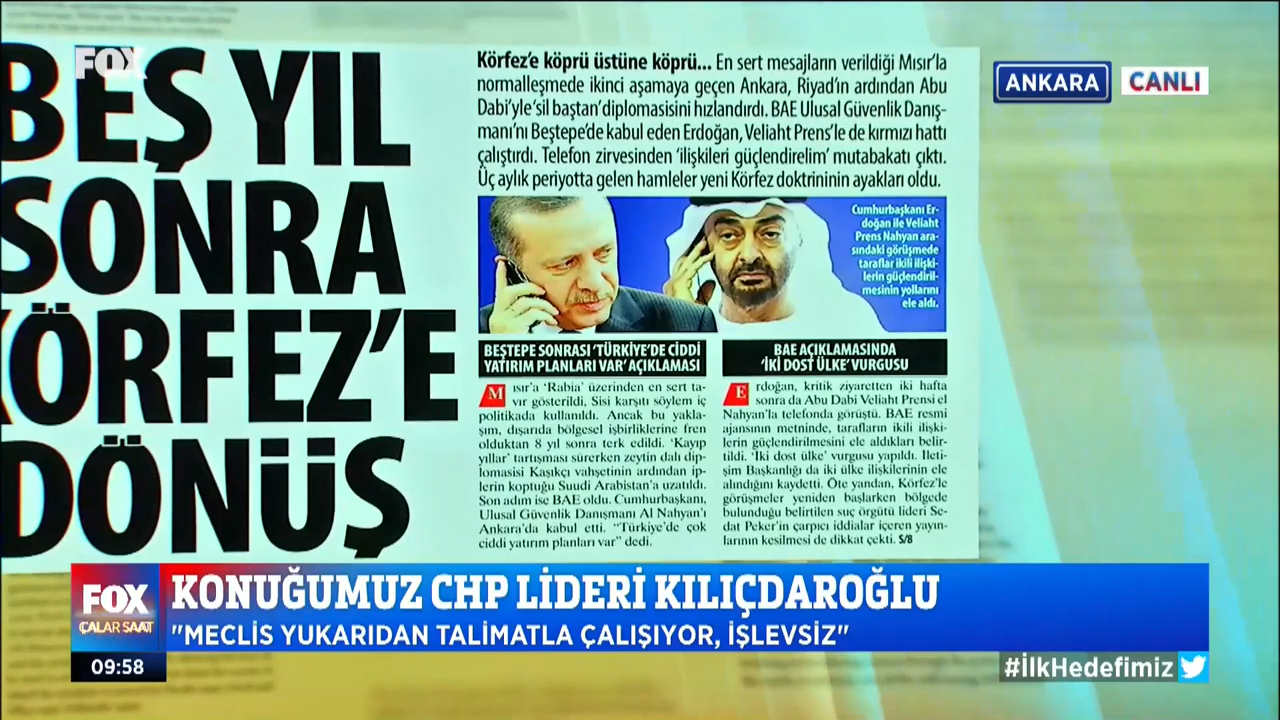 FOX
BEŞ YIL
SONRA
KÖRFEZ'E
DÖNÜŞ
Körfez'e köprü üstüne köprü... En sert mesajların verildiği Mısır'la
normalleşmede ikinci aşamaya geçen Ankara, Riyad'ın ardından Abu
Dabi'yle 'sil baştan' diplomasisini hızlandırdı. BAE Ulusal Güvenlik Danış-
manı'nı Beştepe'de kabul eden Erdoğan, Veliaht Prens'le de kırmızı hattı
çalıştırdı. Telefon zirvesinden 'ilişkileri güçlendirelim' mutabakatı çıktı.
Üç aylık periyotta gelen hamleler yeni Körfez doktrininin ayakları oldu.
Cumhurbaşkanı Er-
doğan ile Veliaht
Prens Nahyan ara-
sındaki görüşmede
taraflar ikili ilişki-
lerin güçlendiril-
mesinin yollarını
ele aldı.
BEŞTEPE SONRASI 'TÜRKİYE'DE CİDDİ
YATIRIM PLANLARI VAR' AÇIKLAMASI
Mısır'a 'Rabia' üzerinden en sert ta-
vır gösterildi, Sisi karşıtı söylem iç
politikada kullanıldı. Ancak bu yakla-
şım, dışarıda bölgesel işbirliklerine fren
olduktan 8 yıl sonra terk edildi. 'Kayıp
yıllar' tartışması sürerken zeytin dalı dip-
lomasisi Kaşıkçı vahşetinin ardından ip-
lerin koptuğu Suudi Arabistan'a uzatıldı.
Son adım ise BAE oldu. Cumhurbaşkanı,
Ulusal Güvenlik Danışmanı Al Nahyan'ı
Ankara'da kabul etti. "Türkiye'de çok
ciddi yatırım planları var" dedi.
BAE AÇIKLAMASINDA
'İKİ DOST ÜLKE' VURGUSU
Erdoğan, kritik ziyaretten iki hafta
sonra da Abu Dabi Veliaht Prensi el
Nahyan'la telefonda görüştü. BAE resmi
ajansının metninde, tarafların ikili ilişki-
lerin güçlendirilmesini ele aldıkları belir-
tildi. 'İki dost ülke' vurgusu yapıldı. İleti-
şim Başkanlığı da iki ülke ilişkilerinin ele
alındığını kaydetti. Öte yandan, Körfez'le
görüşmeler yeniden başlarken bölgede
bulunduğu belirtilen suç örgütü lideri Se-
dat Peker'in çarpıcı iddialar içeren yayın-
larının kesilmesi de dikkat çekti. S/8
ANKARA CANLI
FOX
ÇALAR SAAT
09:58
KONUĞUMUZ CHP LİDERİ KILIÇDAROĞLU
"MECLİS YUKARIDAN TALİMATLA ÇALIŞIYOR, İŞLEVSİZ"
#İlkHedefimiz